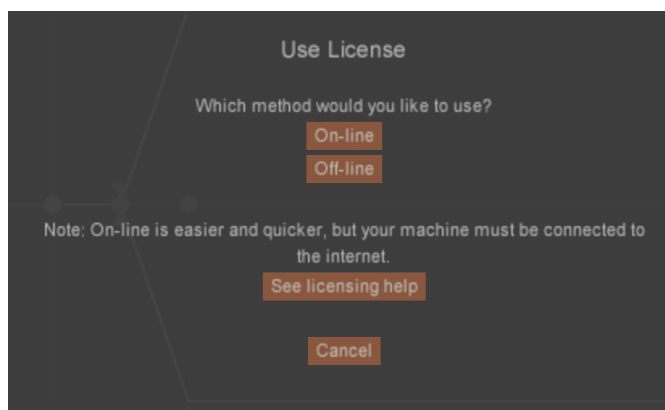 Use License
Which method would you like to use?
On-line
Off-line
Note: On-line is easier and quicker, but your machine must be connected to
the internet.
See licensing help
Cancel